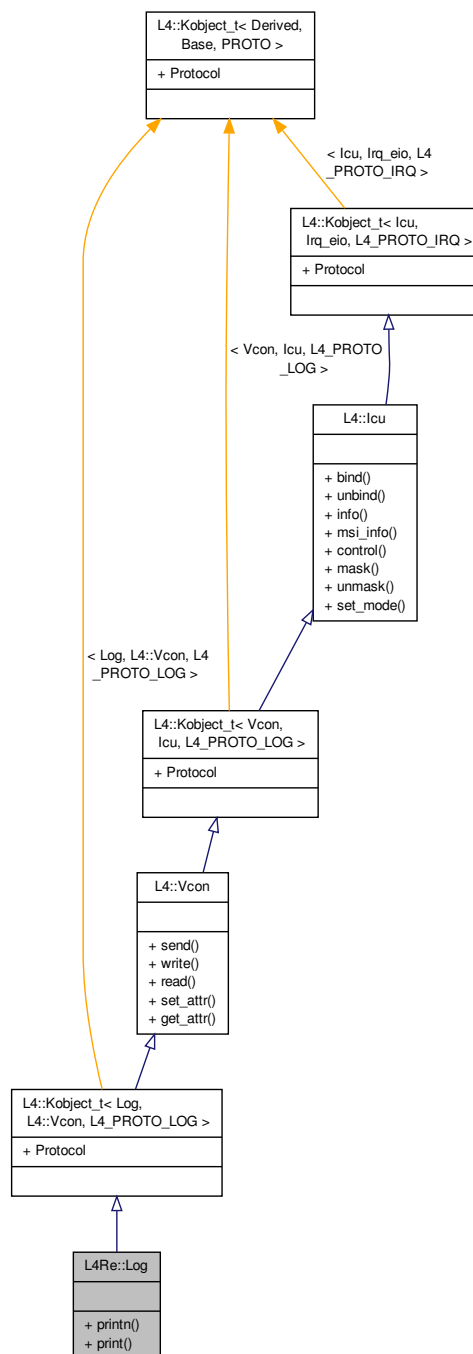 L4::Kobject_t< Derived,
Base, PROTO >
+ Protocol
< Icu, Irq_eio, L4
_PROTO_IRQ >
L4::Kobject_t< Icu,
Irq_eio, L4_PROTO_IRQ >
+ Protocol
< Vcon, Icu, L4_PROTO
_LOG >
L4::Icu
+ bind()
+ unbind()
+ info()
+ msi_info()
+ control()
+ mask()
+ unmask()
+ set_mode()
< Log, L4::Vcon, L4
_PROTO_LOG >
L4::Kobject_t< Vcon,
Icu, L4_PROTO_LOG >
+ Protocol
L4::Vcon
+ send()
+ write()
+ read()
+ set_attr()
+ get_attr()
L4::Kobject_t< Log,
L4::Vcon, L4_PROTO_LOG >
+ Protocol
L4Re::Log
+ printn()
+ print()